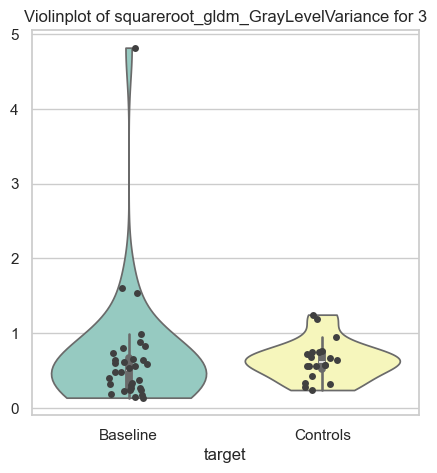 Violinplot of squareroot_gldm_GrayLevelVariance for 3
5
4
3
2
1
0
Baseline
Controls
target